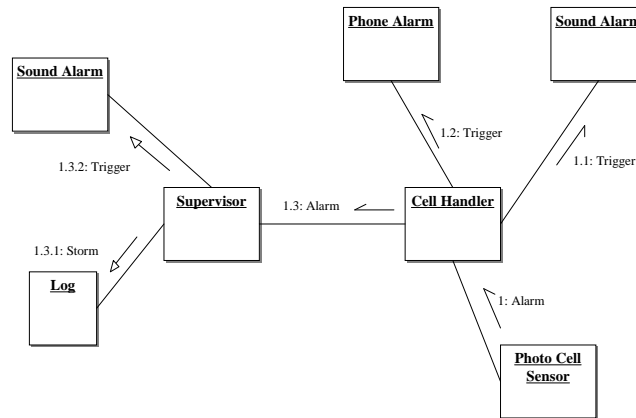 Phone Alarm
Sound Alarm
Sound Alarm
1.2: Trigger
1.1: Trigger
1.3.2: Trigger
Supervisor
1.3: Alarm
Cell Handler
1.3.1: Storm
Log
1: Alarm
Photo Cell
Sensor